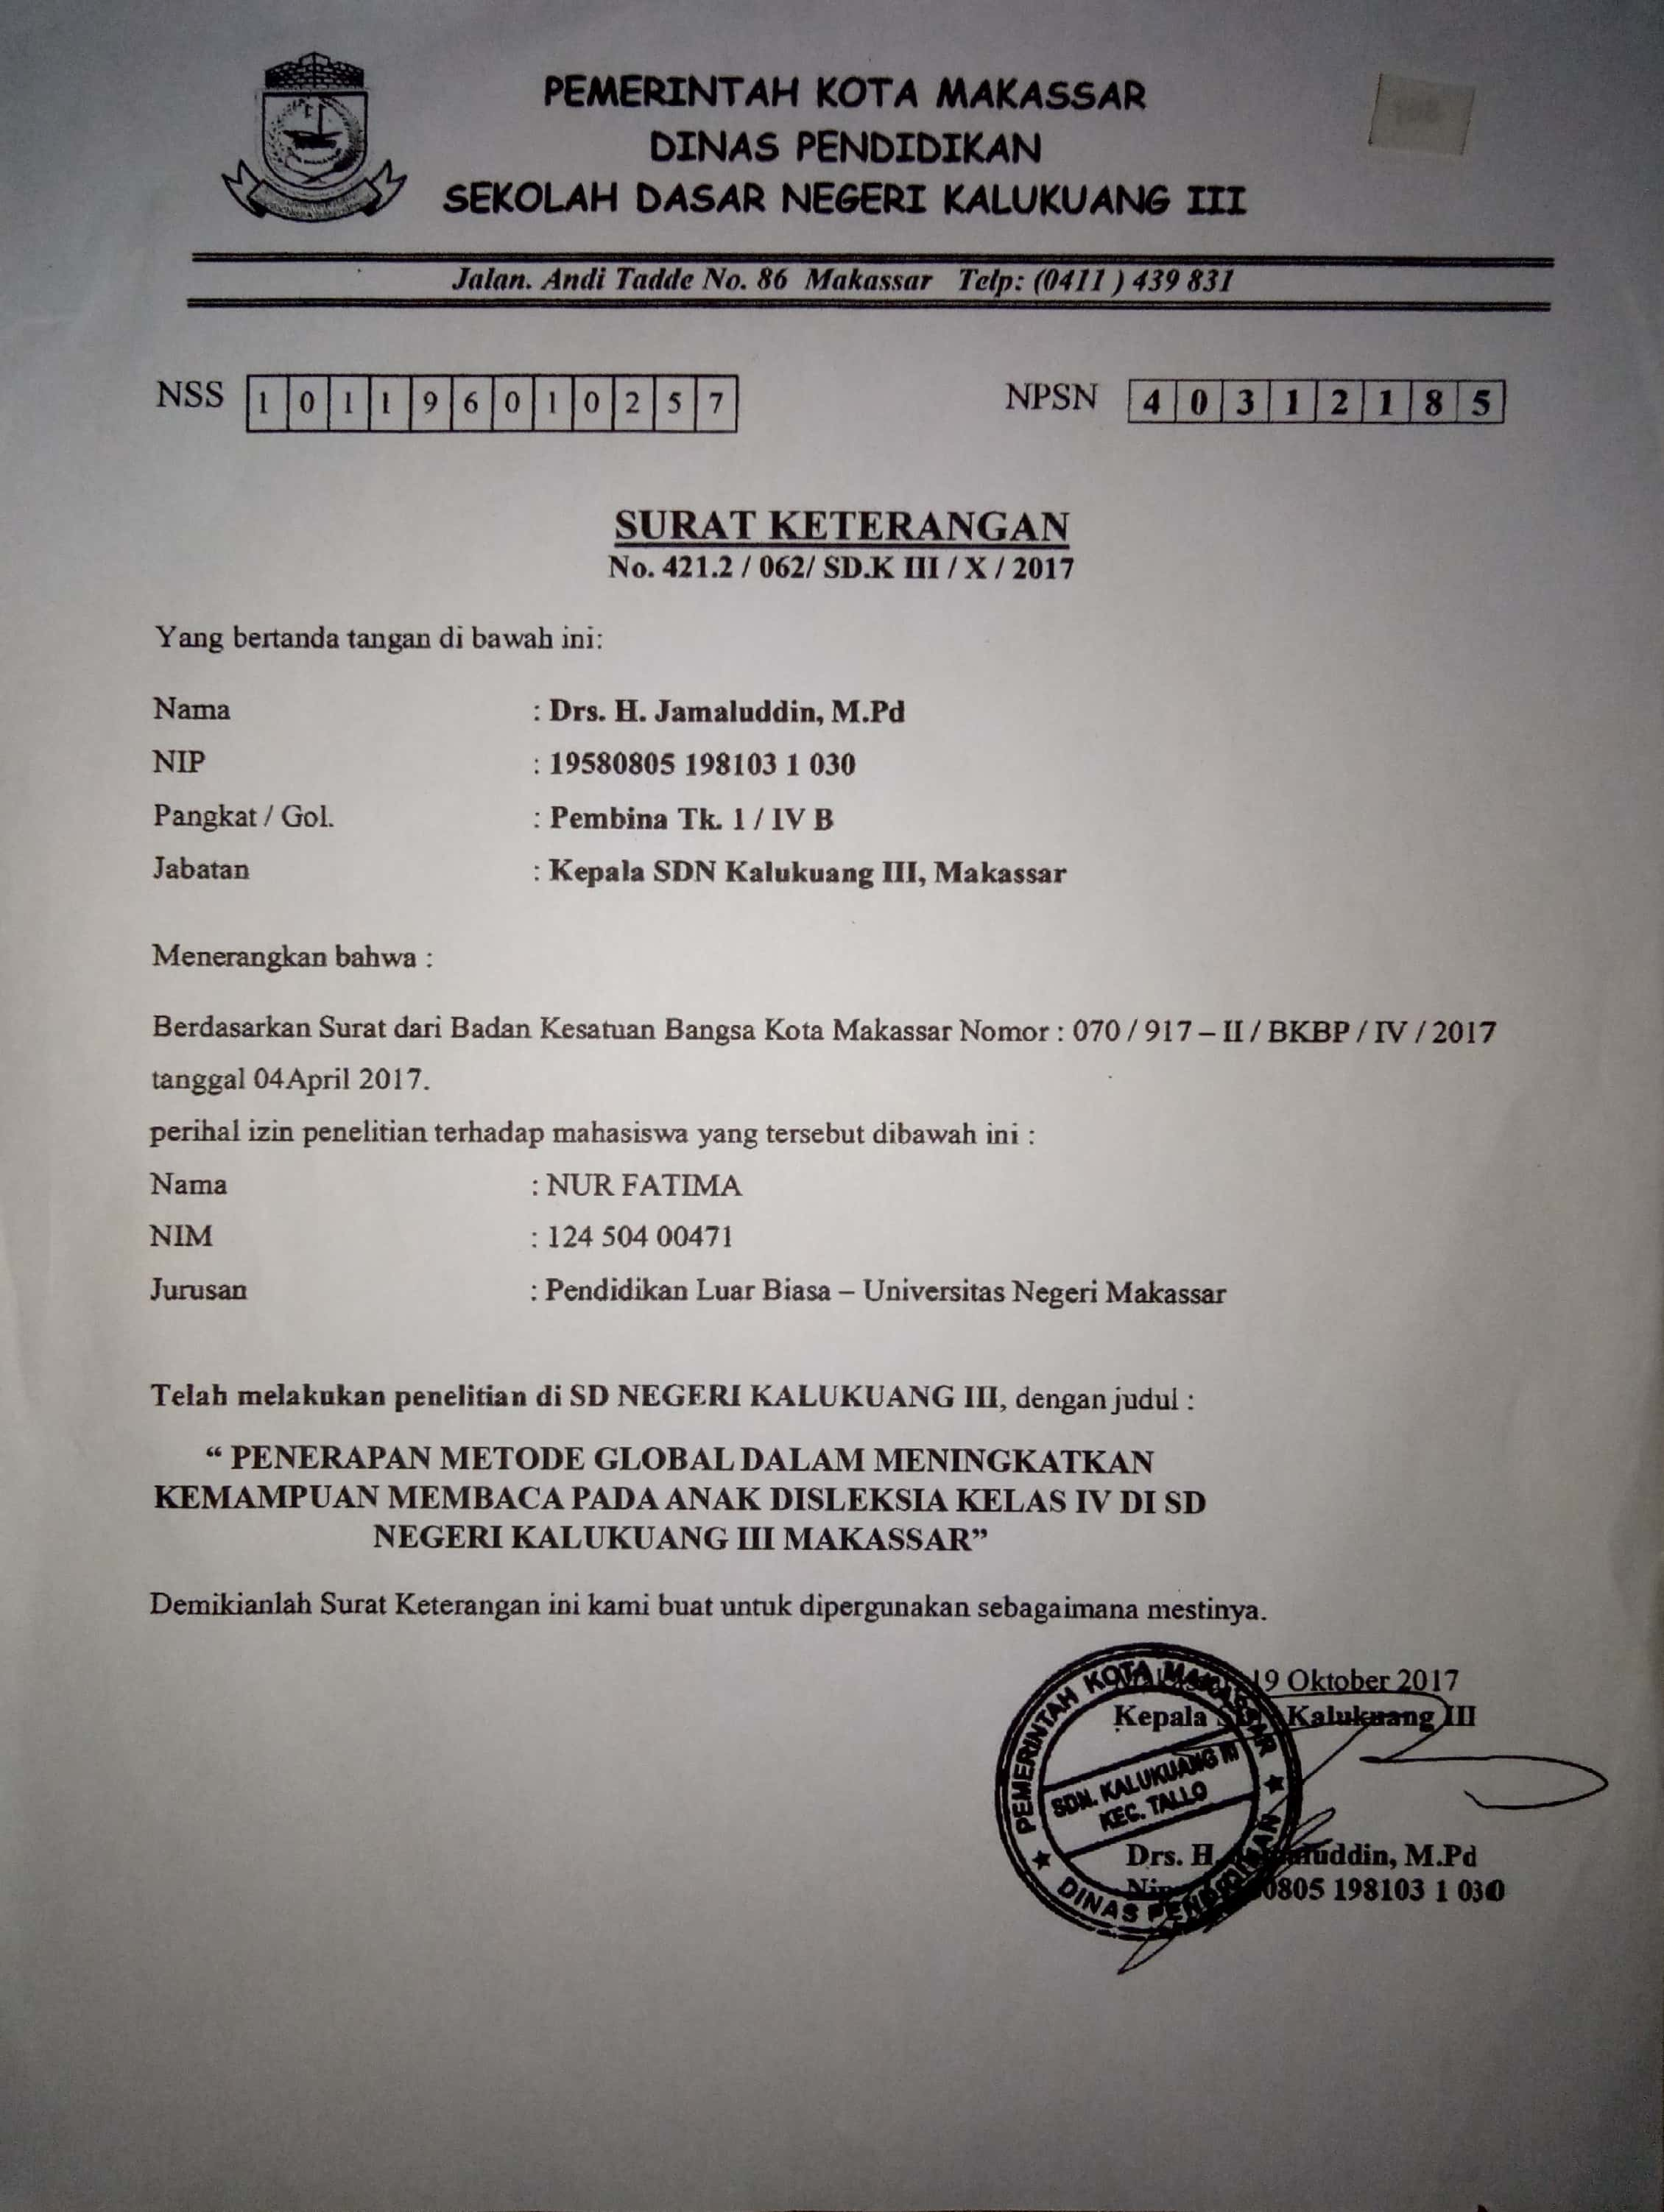 PEMERINTAH KOTA MAKASSAR
DINAS PENDIDIKAN
SEKOLAH DASAR NEGERI KALUKUANG III
Jalan. Andi Tadde No. 86 Makassar Telp: (0411 ) 439 831
NSS 1 0 1 1 9 6 0 1 0 2 5 7 NPSN 4 0 3 1 2 1 8 5
SURAT KETERANGAN
No. 421.2 / 062/ SD.K III / X / 2017
Yang bertanda tangan di bawah ini:
Nama : Drs. H. Jamaluddin, M.Pd
NIP : 19580805 198103 1 030
Pangkat / Gol. : Pembina Tk. 1 / IV B
Jabatan : Kepala SDN Kalukuang III, Makassar
Menerangkan bahwa :
Berdasarkan Surat dari Badan Kesatuan Bangsa Kota Makassar Nomor : 070 / 917 – II / BKBP / IV / 2017
tanggal 04April 2017.
perihal izin penelitian terhadap mahasiswa yang tersebut dibawah ini :
Nama : NUR FATIMA
NIM : 124 504 00471
Jurusan : Pendidikan Luar Biasa – Universitas Negeri Makassar
Telah melakukan penelitian di SD NEGERI KALUKUANG III, dengan judul :
“ PENERAPAN METODE GLOBAL DALAM MENINGKATKAN
KEMAMPUAN MEMBACA PADA ANAK DISLEKSIA KELAS IV DI SD
NEGERI KALUKUANG III MAKASSAR”
Demikianlah Surat Keterangan ini kami buat untuk dipergunakan sebagaimana mestinya.
19 Oktober 2017
Kepala Kalukuang III
PEMERINTAH KOTA MAKASSAR
SDN. KALUKUANG III
KEC. TALLO
DINAS PENDIDIKAN
Drs. H. M.Pd
Nip 198103 1 030